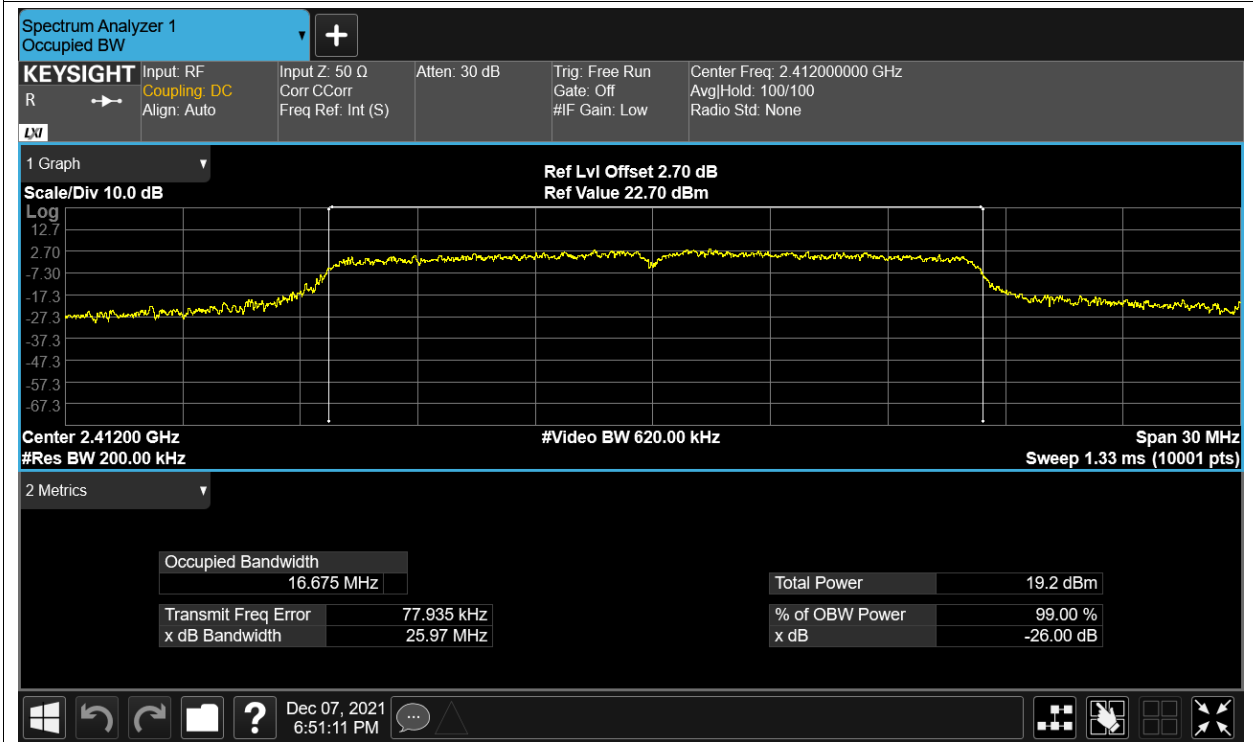 Spectrum Analyzer 1
Occupied BW
KEYSIGHT
R
LXI
Input: RF
Coupling: DC
Align: Auto
Input Z: 50 Ω
Corr CCorr
Freq Ref: Int (S)
Atten: 30 dB
Trig: Free Run
Gate: Off
#IF Gain: Low
Center Freq: 2.412000000 GHz
Avg|Hold: 100/100
Radio Std: None
1 Graph
Scale/Div 10.0 dB
Ref Lvl Offset 2.70 dB
Ref Value 22.70 dBm
Log
12.7
2.70
-7.30
-17.3
-27.3
-37.3
-47.3
-57.3
-67.3
Center 2.41200 GHz
#Video BW 620.00 kHz
Span 30 MHz
#Res BW 200.00 kHz
Sweep 1.33 ms (10001 pts)
2 Metrics
Occupied Bandwidth
16.675 MHz
Total Power 19.2 dBm
Transmit Freq Error 77.935 kHz
% of OBW Power 99.00 %
x dB Bandwidth 25.97 MHz
x dB -26.00 dB
?
Dec 07, 2021
6:51:11 PM